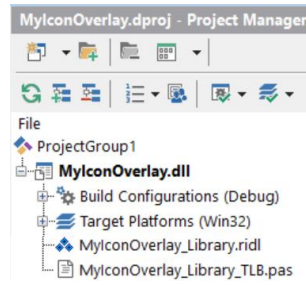 MyIconOverlay.dproj - Project Manager
File
ProjectGroup1
MyIconOverlay.dll
Build Configurations (Debug)
Target Platforms (Win32)
MyIconOverlay_Library.ridl
MyIconOverlay_Library_TLB.pas